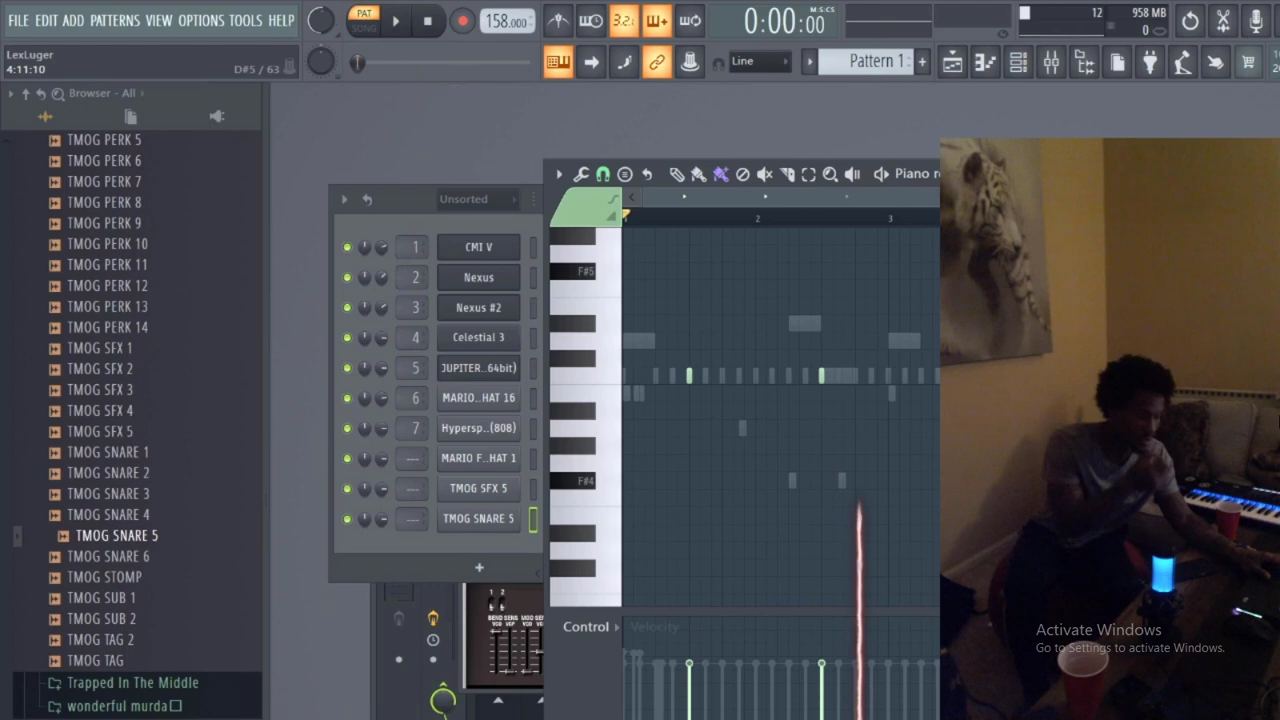 FILE EDIT ADD PATTERNS VIEW OPTIONS TOOLS HELP
PAT
SONG
158.000
3.2.
0:00:00
M:S:CS
12
958 MB
0
LexLuger
4:11:10
D#5 / 63
Line
Pattern 1
Browser - All
TMOG PERK 5
TMOG PERK 6
TMOG PERK 7
TMOG PERK 8
TMOG PERK 9
TMOG PERK 10
TMOG PERK 11
TMOG PERK 12
TMOG PERK 13
TMOG PERK 14
TMOG SFX 1
TMOG SFX 2
TMOG SFX 3
TMOG SFX 4
TMOG SFX 5
TMOG SNARE 1
TMOG SNARE 2
TMOG SNARE 3
TMOG SNARE 4
TMOG SNARE 5
TMOG SNARE 6
TMOG STOMP
TMOG SUB 1
TMOG SUB 2
TMOG TAG 2
TMOG TAG
Trapped In The Middle
wonderful murda
Unsorted
1 CMI V
2 Nexus
3 Nexus #2
4 Celestial 3
5 JUPITER..64bit)
6 MARIO..HAT 16
7 Hypersp..(808)
--- MARIO F..HAT 1
--- TMOG SFX 5
--- TMOG SNARE 5
+
1 2
Piano r
2 3
F#5
F#4
Control
Velocity
Activate Windows
Go to Settings to activate Windows.